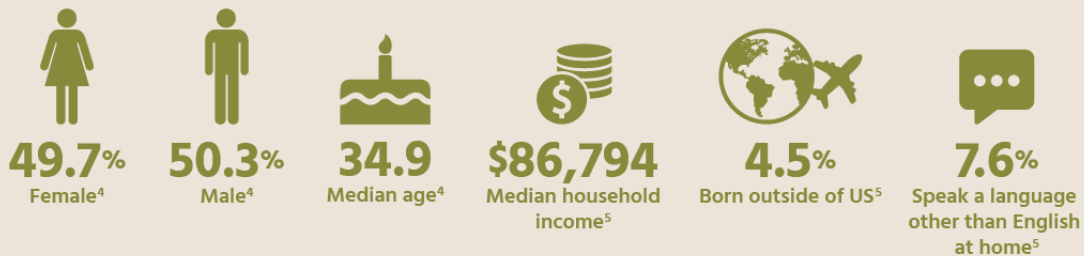 49.7%
Female⁴
50.3%
Male⁴
34.9
Median age⁴
$
$86,794
Median household
income⁵
4.5%
Born outside of US⁵
7.6%
Speak a language
other than English
at home⁵